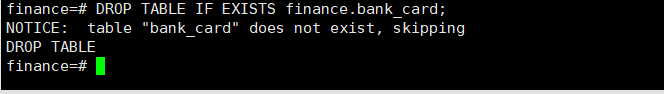 finance=# DROP TABLE IF EXISTS finance.bank_card;
NOTICE:  table "bank_card" does not exist, skipping
DROP TABLE
finance=#